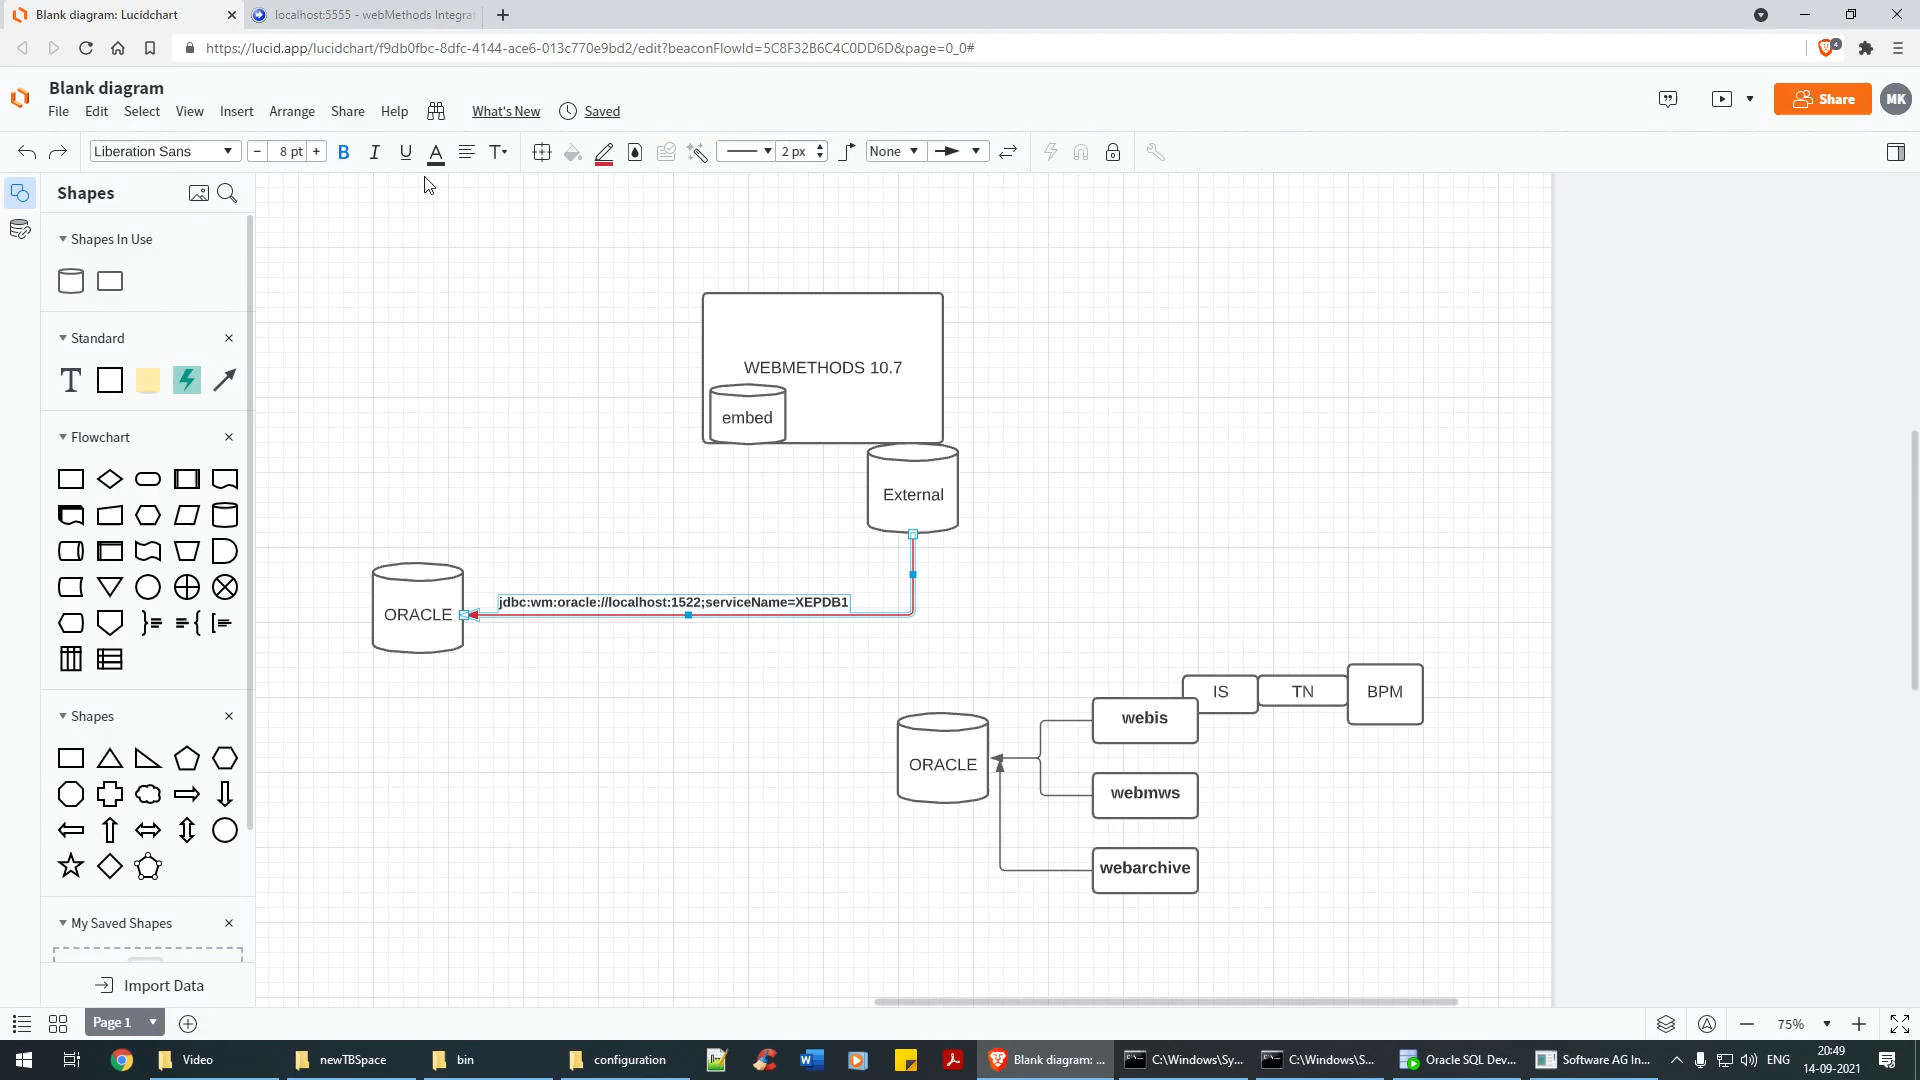 Blank diagram: Lucidchart
localhost:5555 - webMethods Integrat
https://lucid.app/lucidchart/f9db0fbc-8dfc-4144-ace6-013c770e9bd2/edit?beaconFlowId=5C8F32B6C4C0DD6D&page=0_0#
4
Blank diagram
File Edit Select View Insert Arrange Share Help What's New Saved
Share
MK
Liberation Sans 8 pt B I U A T 2 px None
Shapes
Shapes In Use
Standard
T
Flowchart
Shapes
My Saved Shapes
Import Data
WEBMETHODS 10.7
embed
External
ORACLE
jdbc:wm:oracle://localhost:1522;serviceName=XEPDB1
IS
TN
BPM
webis
ORACLE
webmws
webarchive
Page 1
75%
Video
newTBSpace
bin
configuration
Blank diagram: ...
C:\Windows\Sy...
C:\Windows\S...
Oracle SQL Dev...
Software AG In...
ENG
20:49
14-09-2021